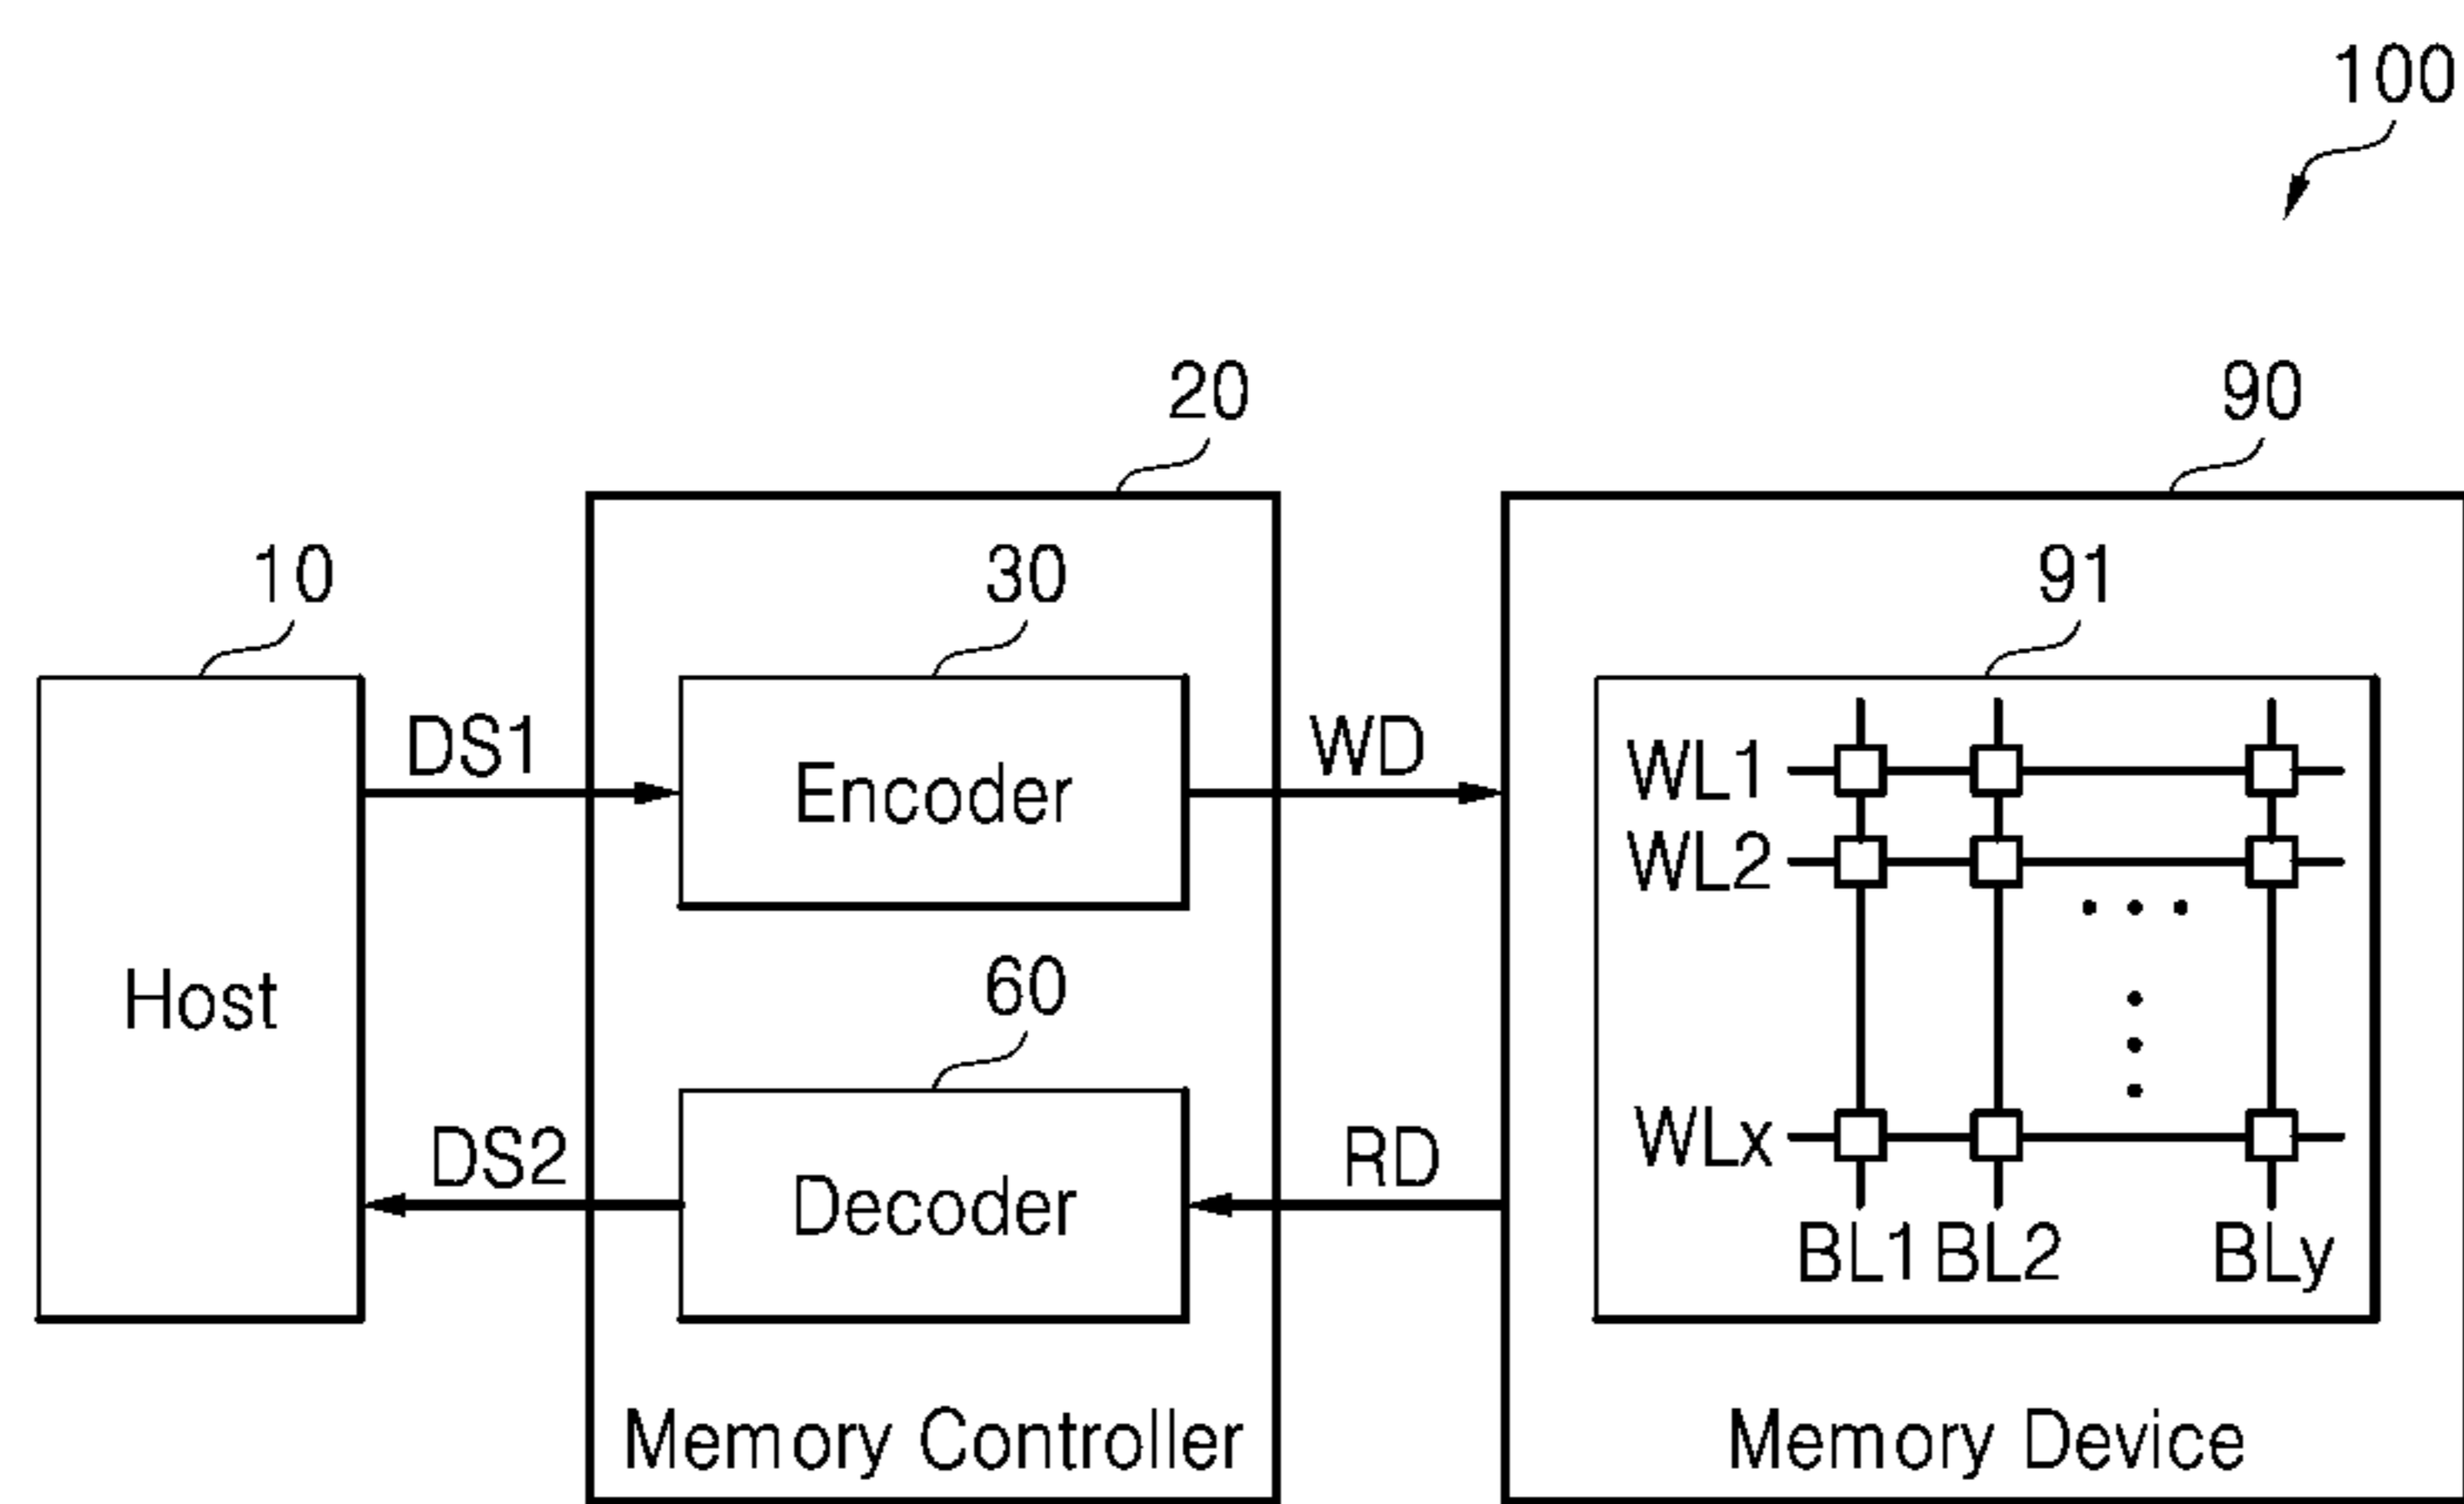 100
20
90
10
30
91
DS1
Encoder
WD
WL1
WL2
Host
60
DS2
Decoder
RD
WLx
BL1 BL2 BLy
Memory Controller
Memory Device